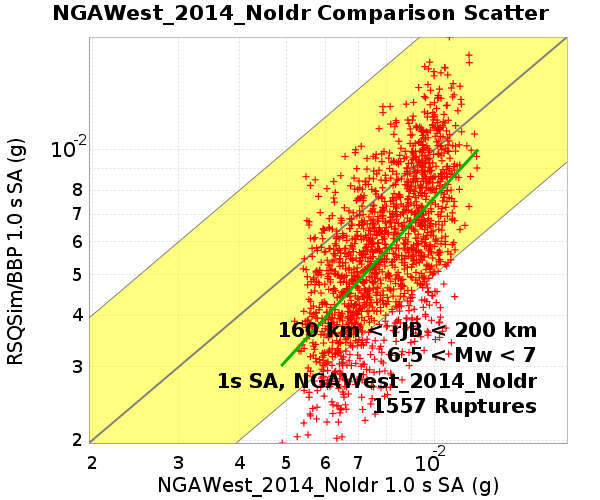 NGAWest_2014_NoIdr Comparison Scatter
RSQSim/BBP 1.0 s SA (g)
10-2
8
7
6
5
4
3
2
160 km < rJB < 200 km
6.5 < Mw < 7
1s SA, NGAWest_2014_NoIdr
1557 Ruptures
2 3 4 5 6 7 10-2
NGAWest_2014_NoIdr 1.0 s SA (g)